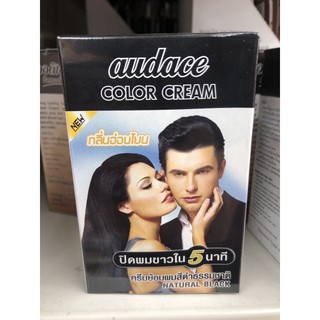 audace
COLOR CREAM
NEW
กลิ่นอ่อนโยน
ปิดผมขาวใน 5 นาที
ครีมย้อมผมสีดำธรรมชาติ
NATURAL BLACK